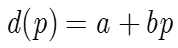 d(p) = a + bp